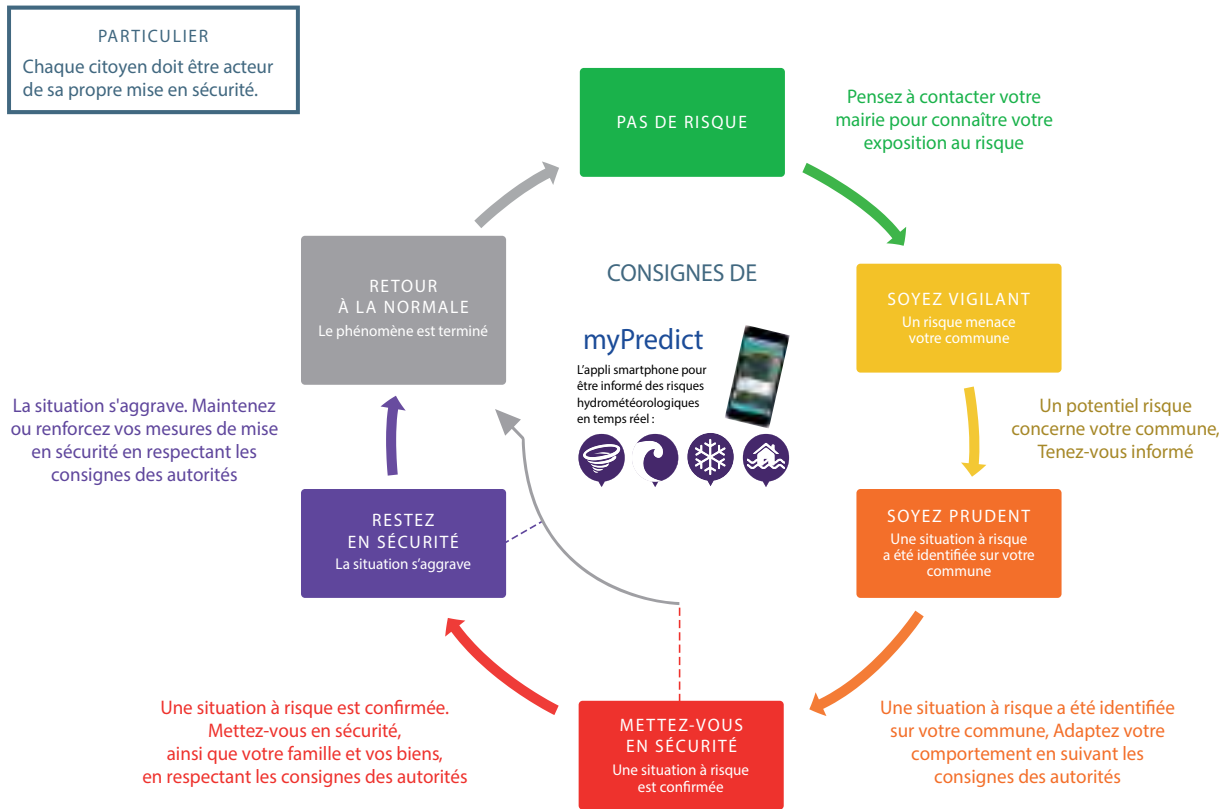 PARTICULIER
Chaque citoyen doit être acteur
de sa propre mise en sécurité.
PAS DE RISQUE
Pensez à contacter votre
mairie pour connaître votre
exposition au risque
RETOUR
À LA NORMALE
Le phénomène est terminé
CONSIGNES DE
SOYEZ VIGILANT
Un risque menace
votre commune
myPredict
L'appli smartphone pour
être informé des risques
hydrométéorologiques
en temps réel :
La situation s'aggrave. Maintenez
ou renforcez vos mesures de mise
en sécurité en respectant les
consignes des autorités
Un potentiel risque
concerne votre commune,
Tenez-vous informé
RESTEZ
EN SÉCURITÉ
La situation s'aggrave
SOYEZ PRUDENT
Une situation à risque
a été identifiée sur votre
commune
Une situation à risque est confirmée.
Mettez-vous en sécurité,
ainsi que votre famille et vos biens,
en respectant les consignes des autorités
METTEZ-VOUS
EN SÉCURITÉ
Une situation à risque
est confirmée
Une situation à risque a été identifiée
sur votre commune, Adaptez votre
comportement en suivant les
consignes des autorités